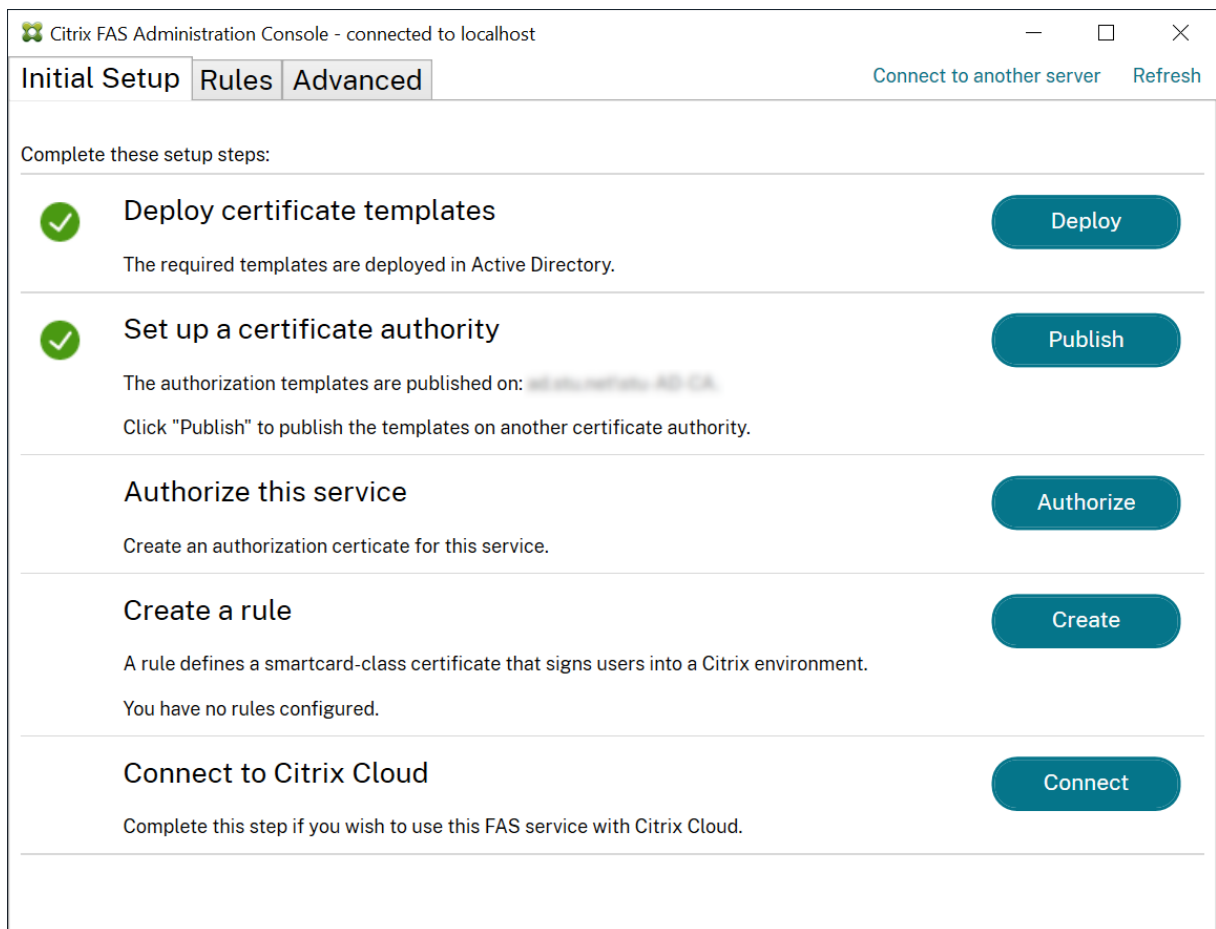 Citrix FAS Administration Console - connected to localhost
Initial Setup Rules Advanced Connect to another server Refresh
Complete these setup steps:
Deploy certificate templates
Deploy
The required templates are deployed in Active Directory.
Set up a certificate authority
Publish
The authorization templates are published on:
Click "Publish" to publish the templates on another certificate authority.
Authorize this service
Authorize
Create an authorization certicate for this service.
Create a rule
Create
A rule defines a smartcard-class certificate that signs users into a Citrix environment.
You have no rules configured.
Connect to Citrix Cloud
Connect
Complete this step if you wish to use this FAS service with Citrix Cloud.